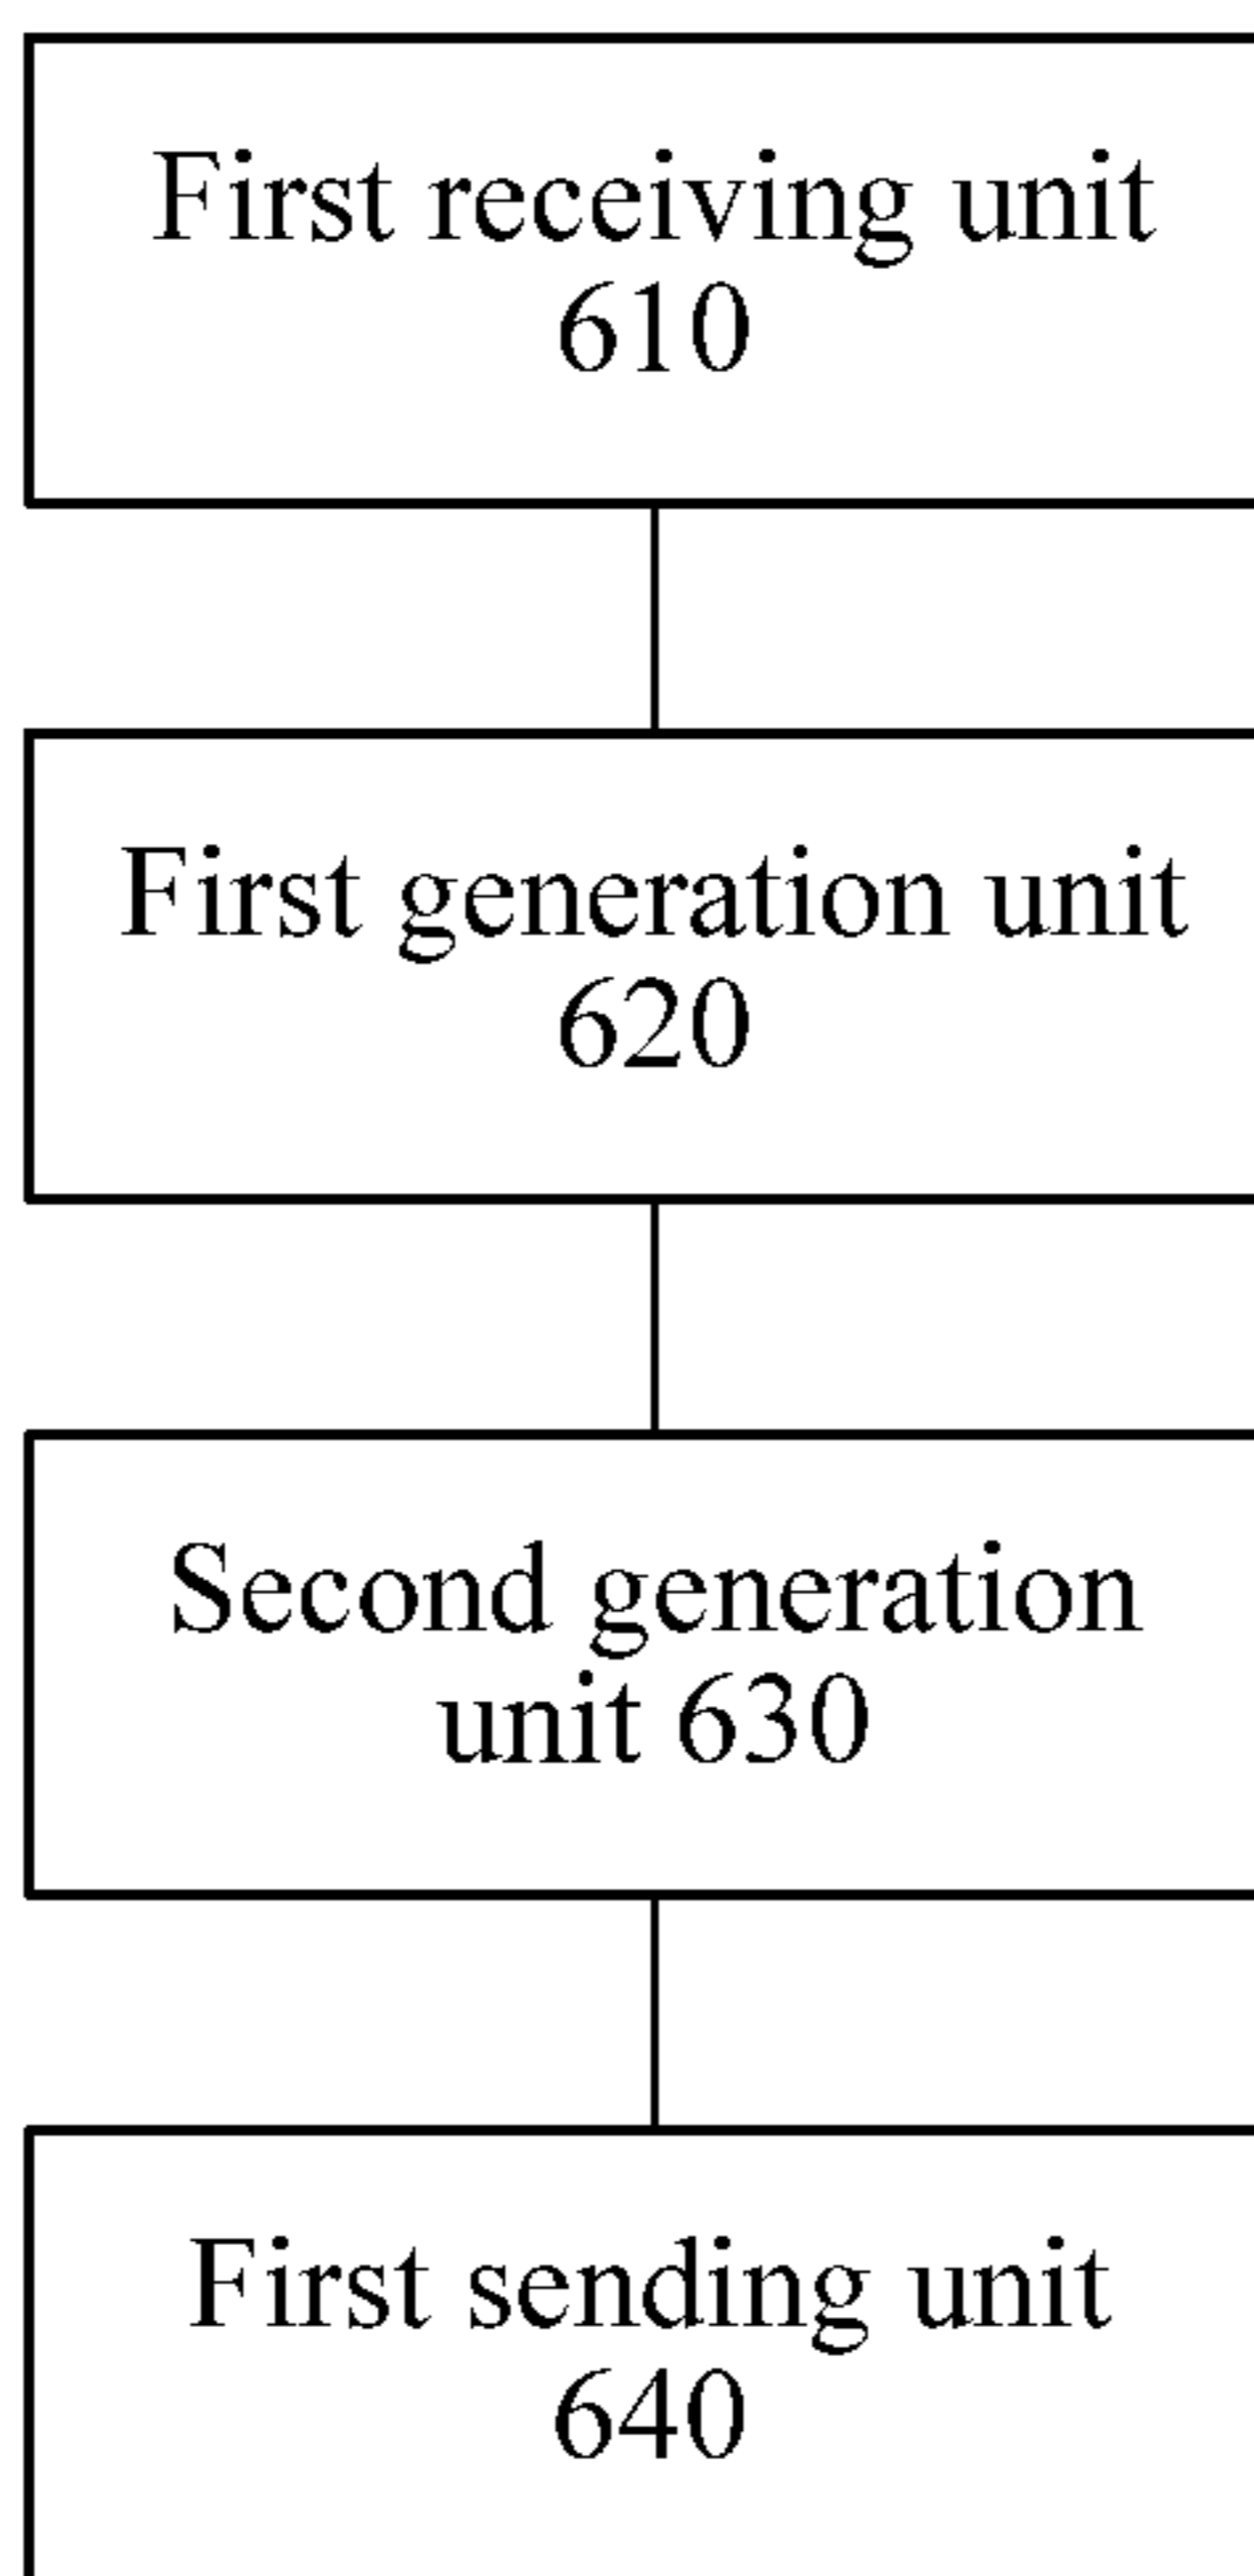 First receiving unit
610
First generation unit
620
Second generation
unit 630
First sending unit
640